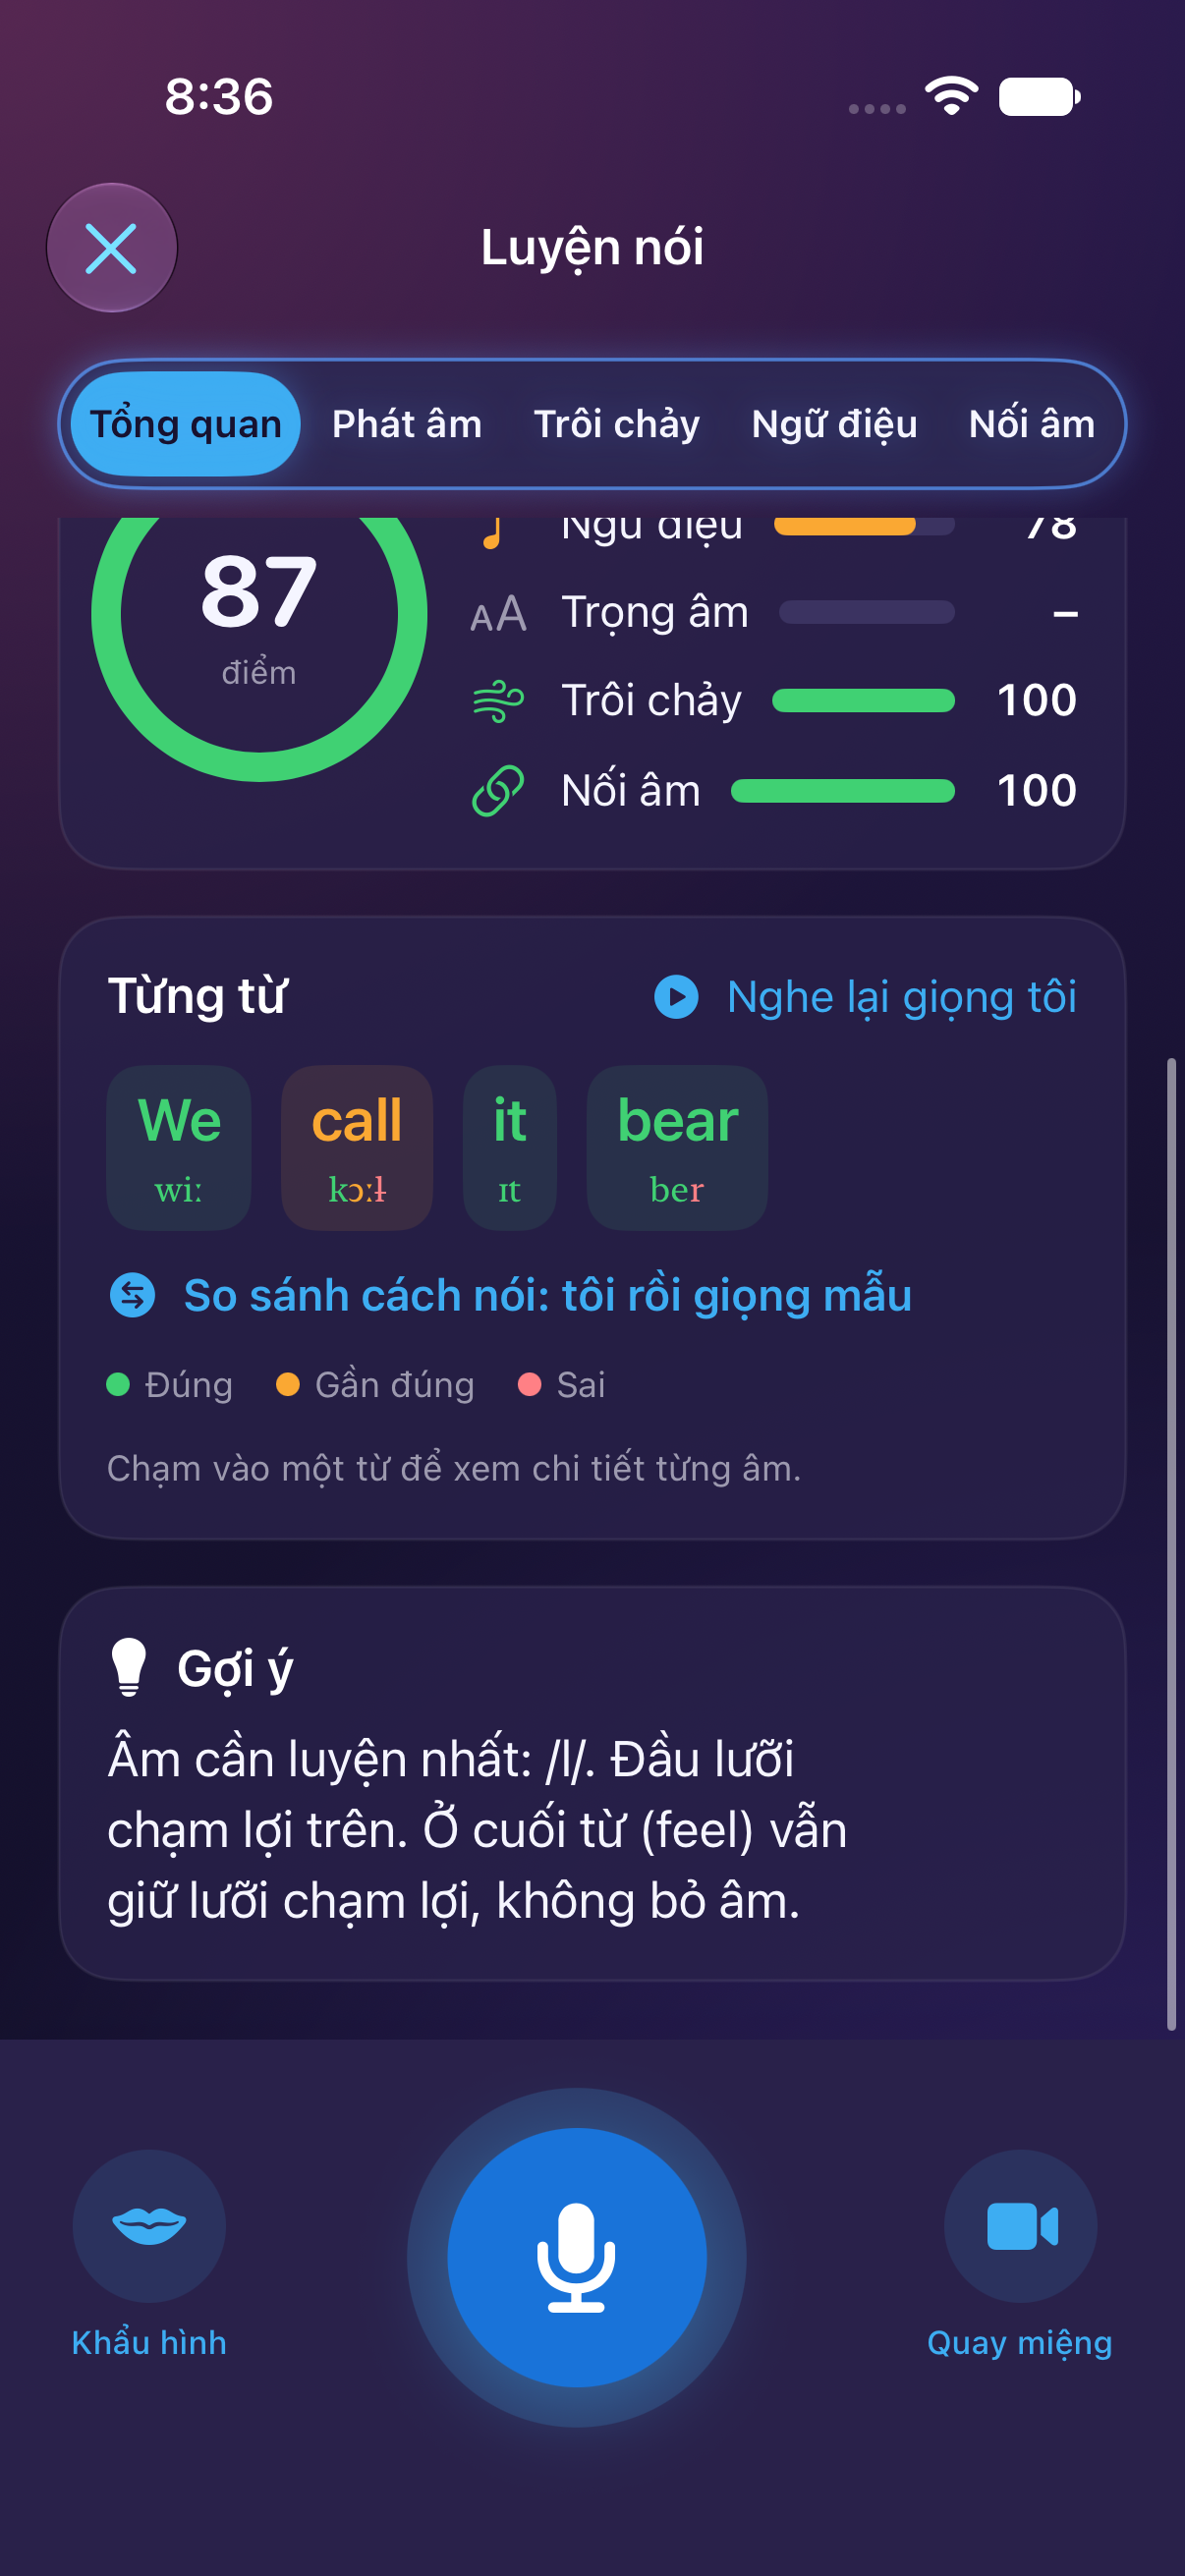 8:36
Luyện nói
Tổng quan Phát âm Trôi chảy Ngữ điệu Nối âm
Ngữ điệu 78
87
điểm
AA Trọng âm –
Trôi chảy 100
Nối âm 100
Từng từ Nghe lại giọng tôi
We call it bear
wiː kɔːɫ ɪt ber
So sánh cách nói: tôi rồi giọng mẫu
Đúng Gần đúng Sai
Chạm vào một từ để xem chi tiết từng âm.
Gợi ý
Âm cần luyện nhất: /l/. Đầu lưỡi
chạm lợi trên. Ở cuối từ (feel) vẫn
giữ lưỡi chạm lợi, không bỏ âm.
Khẩu hình Quay miệng